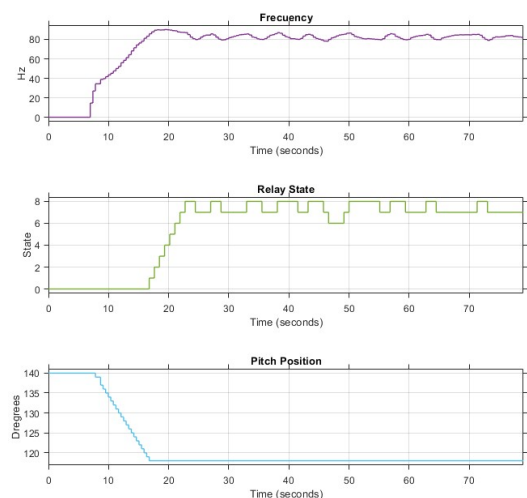 Frecuency
80
60
40
20
0
Hz
0 10 20 30 40 50 60 70
Time (seconds)
Relay State
8
6
4
2
0
State
0 10 20 30 40 50 60 70
Time (seconds)
Pitch Position
140
135
130
125
120
Dregrees
0 10 20 30 40 50 60 70
Time (seconds)